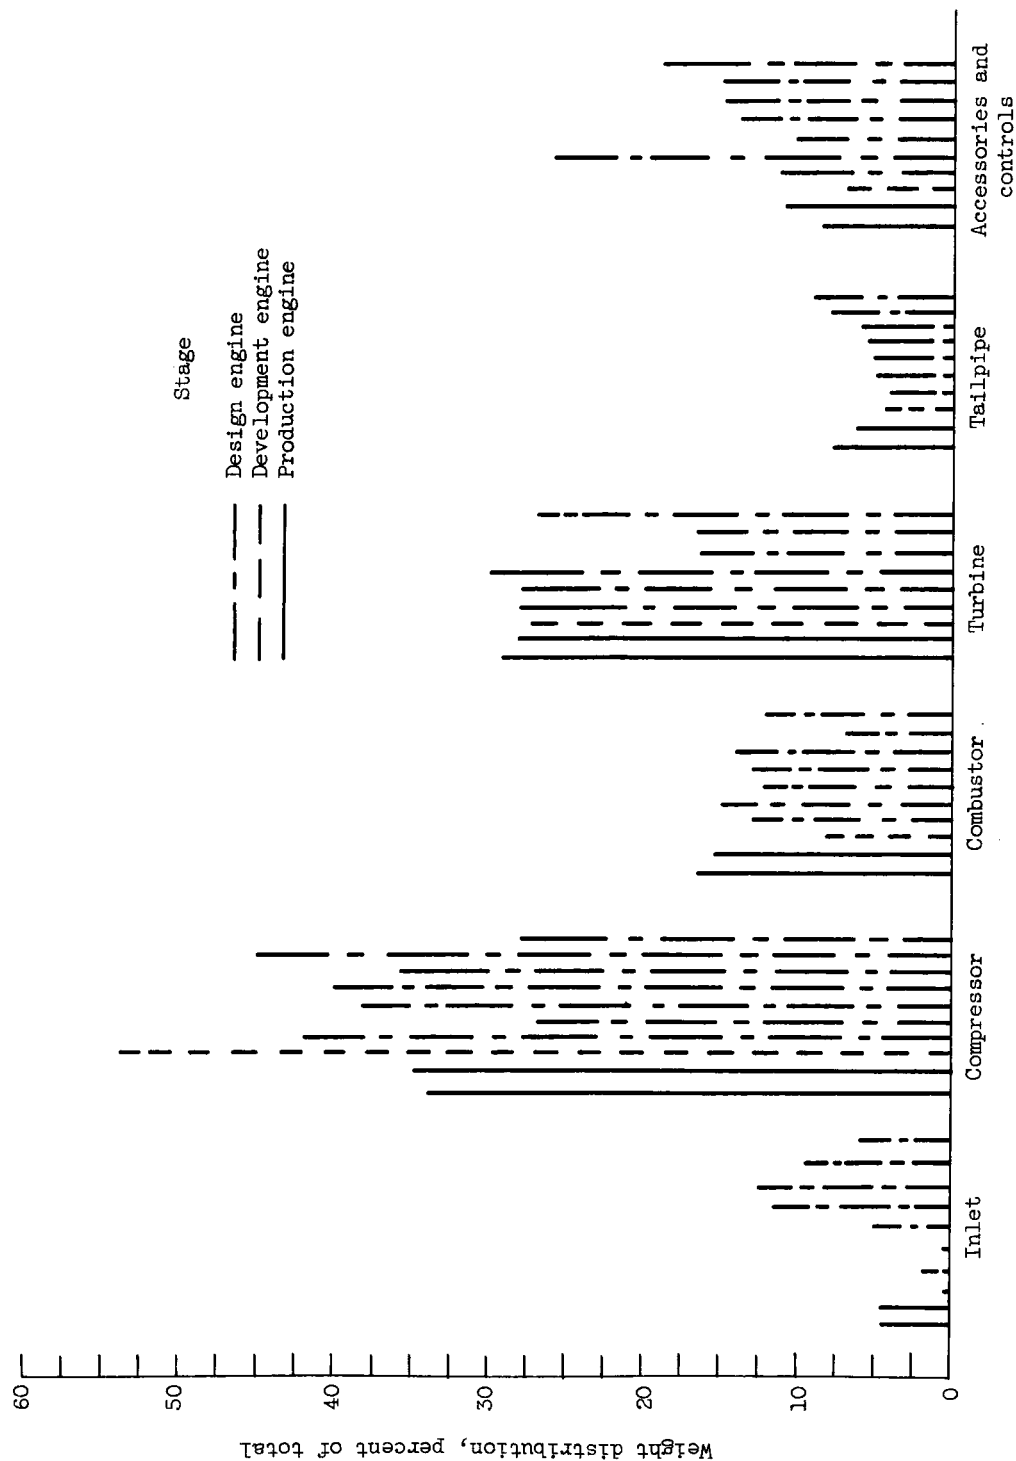 Stage
Design engine
Development engine
Production engine
Weight distribution, percent of total
60
50
40
30
20
10
0
Inlet
Compressor
Combustor
Turbine
Tailpipe
Accessories and
controls